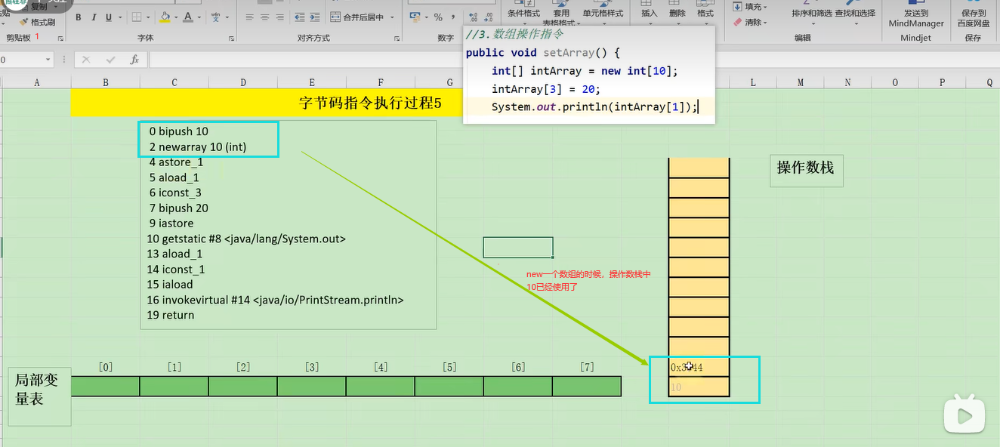 复制
格式刷
剪贴板 1
B I U A
字体
合并后居中
对齐方式
%
数字
条件格式
套用
表格格式
单元格样式
插入
删除
格式
填充
清除
排序和筛选
查找和选择
编辑
发送到
MindManager
Mindjet
保存到
百度网盘
保存
fx
A B C D E F G L M N O P Q
字节码指令执行过程5
//3.数组操作指令
public void setArray() {
int[] intArray = new int[10];
intArray[3] = 20;
System.out.println(intArray[1]);
0 bipush 10
2 newarray 10 (int)
4 astore_1
5 aload_1
6 iconst_3
7 bipush 20
9 iastore
10 getstatic #8 <java/lang/System.out>
13 aload_1
14 iconst_1
15 iaload
16 invokevirtual #14 <java/io/PrintStream.println>
19 return
操作数栈
new一个数组的时候，操作数栈中
10已经使用了
10
局部变
量表
[0] [1] [2] [3] [4] [5] [6] [7]